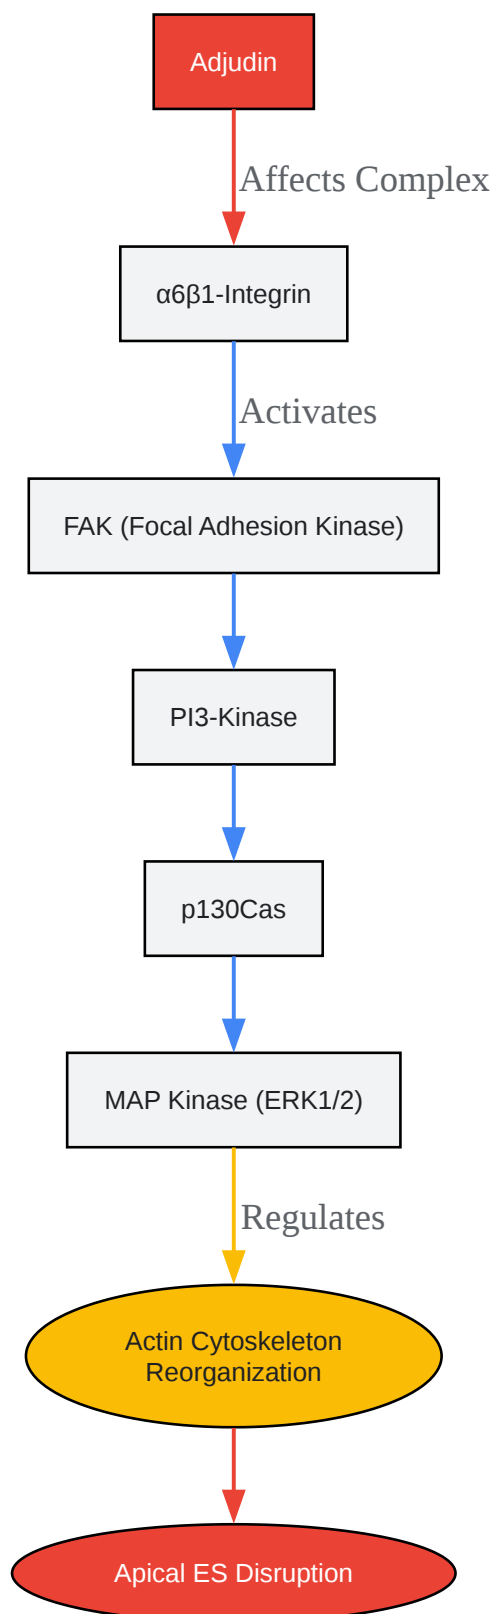 Adjudin
Affects Complex
α6β1-Integrin
Activates
FAK (Focal Adhesion Kinase)
PI3-Kinase
p130Cas
MAP Kinase (ERK1/2)
Regulates
Actin Cytoskeleton
Reorganization
Apical ES Disruption